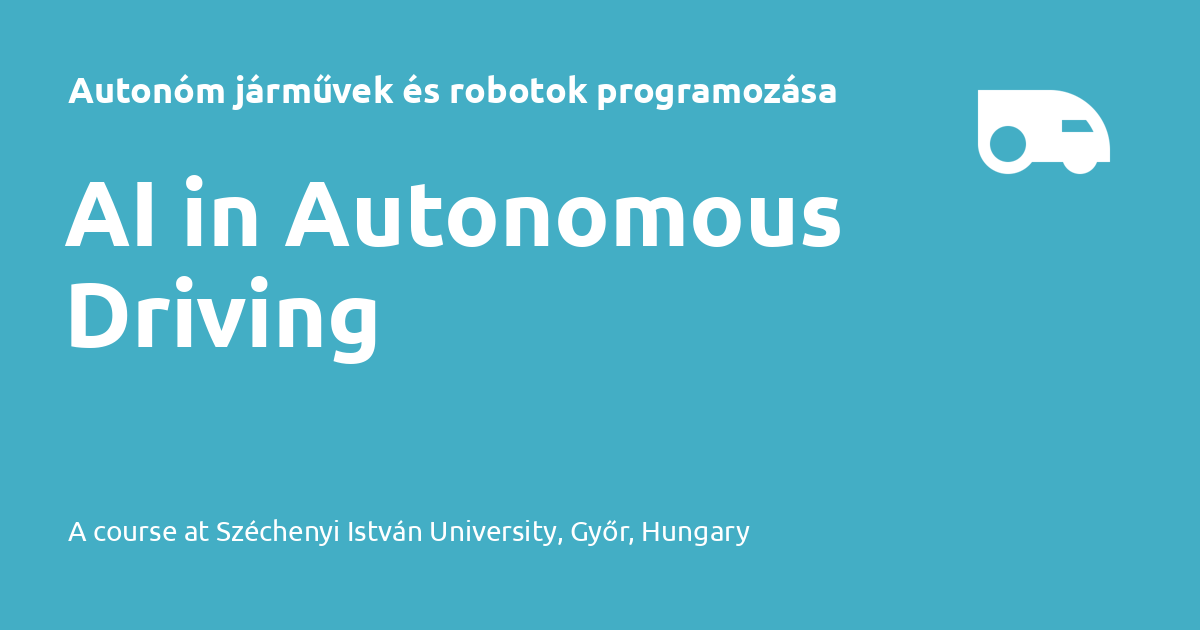 Autonóm járművek és robotok programozása
AI in Autonomous
Driving
A course at Széchenyi István University, Győr, Hungary